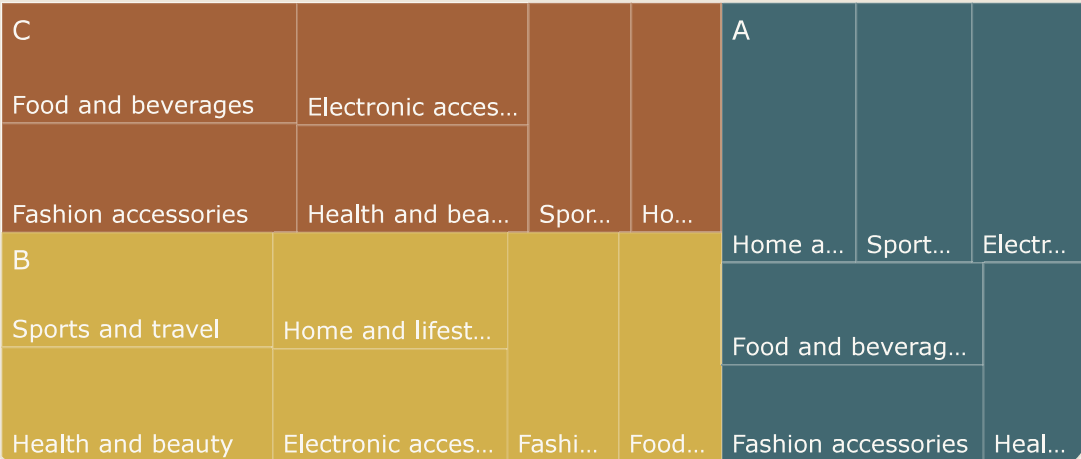 C
Food and beverages
Electronic acces...
Fashion accessories
Health and bea...
Spor...
Ho...
B
Sports and travel
Home and lifest...
Health and beauty
Electronic acces...
Fashi...
Food...
A
Home a...
Sport...
Electr...
Food and beverag...
Fashion accessories
Heal...